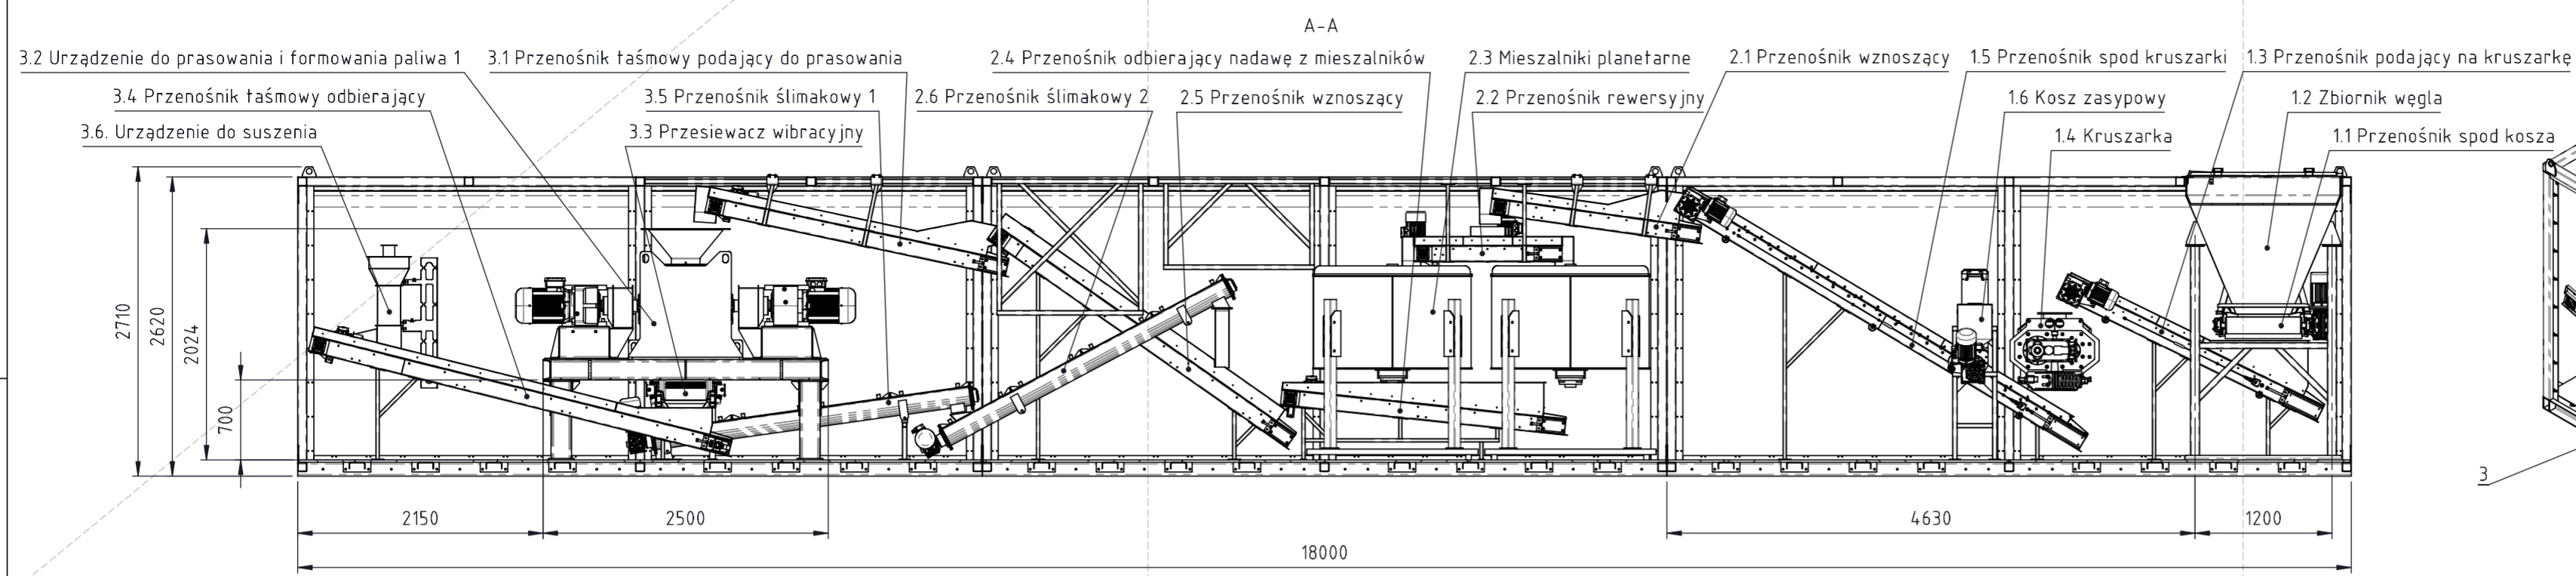 A-A
3.2 Urządzenie do prasowania i formowania paliwa 1
3.1 Przenośnik taśmowy podający do prasowania
2.4 Przenośnik odbierający nadawę z mieszalników
2.3 Mieszalniki planetarne
2.1 Przenośnik wznoszący
1.5 Przenośnik spod kruszarki
1.3 Przenośnik podający na kruszarkę
3.4 Przenośnik taśmowy odbierający
3.5 Przenośnik ślimakowy 1
2.6 Przenośnik ślimakowy 2
2.5 Przenośnik wznoszący
2.2 Przenośnik rewersyjny
1.6 Kosz zasypowy
1.2 Zbiornik węgla
3.6. Urządzenie do suszenia
3.3 Przesiewacz wibracyjny
1.4 Kruszarka
1.1 Przenośnik spod kosza
2710
2620
2024
700
3
2150
2500
4630
1200
18000